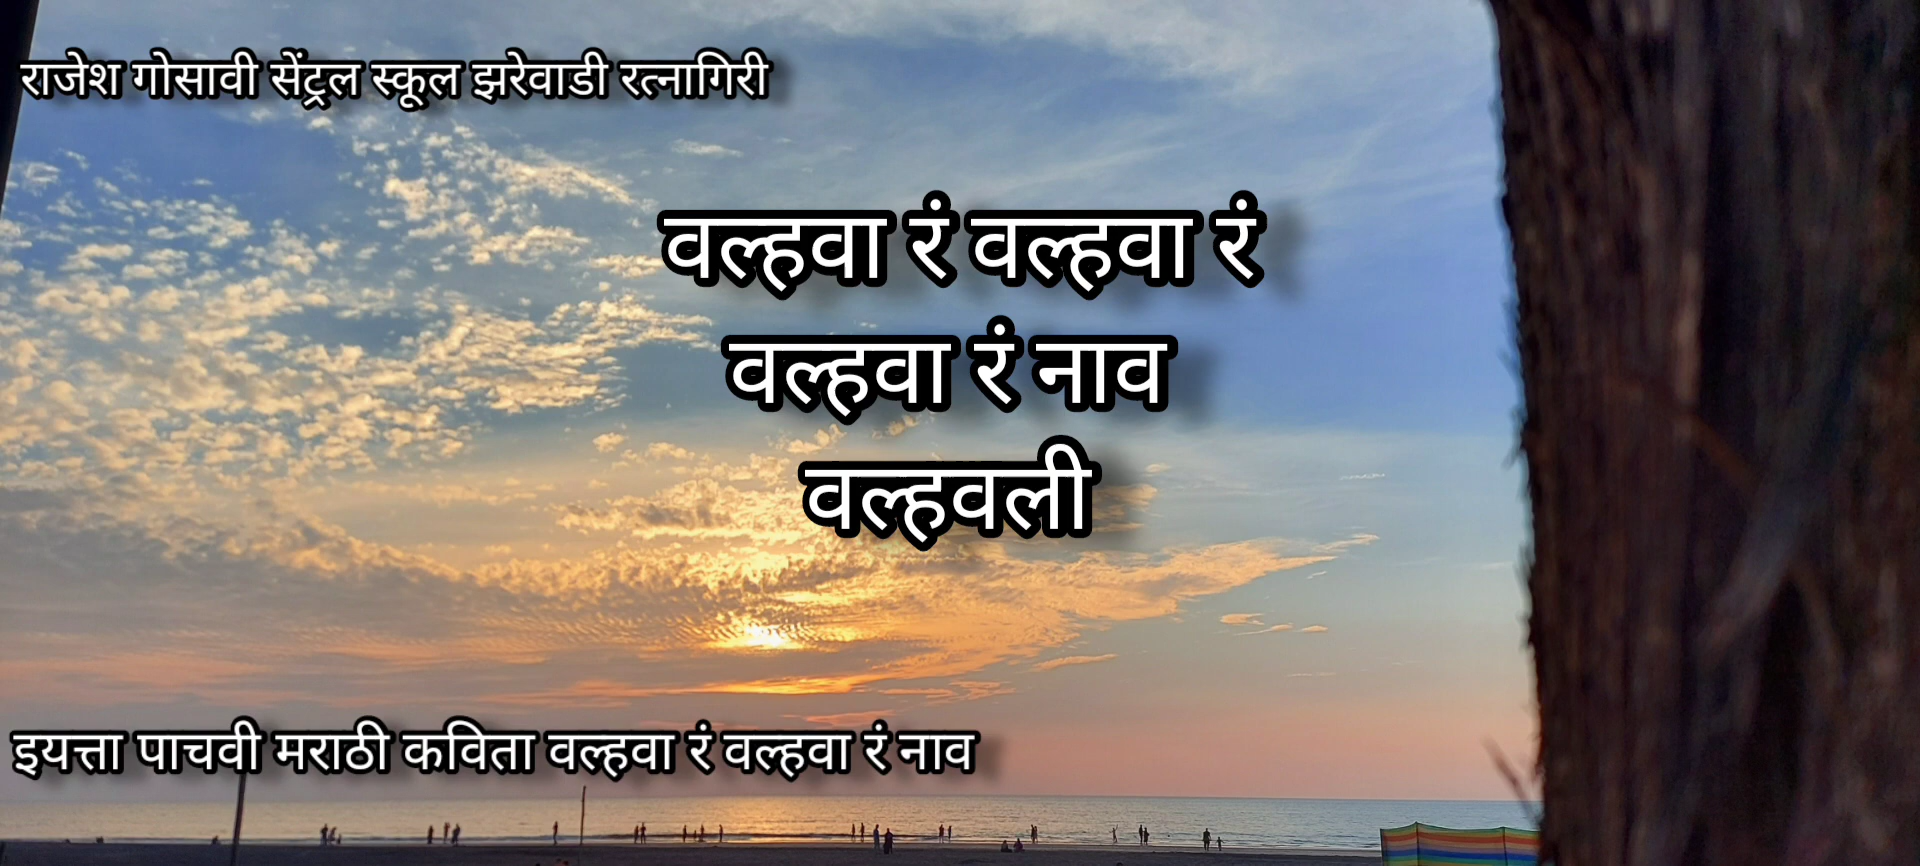 राजेश गोसावी सेंट्रल स्कूल झरेवाडी रत्नागिरी
वल्हवा रं वल्हवा रं
वल्हवा रं नाव
वल्हवली
इयत्ता पाचवी मराठी कविता वल्हवा रं वल्हवा रं नाव